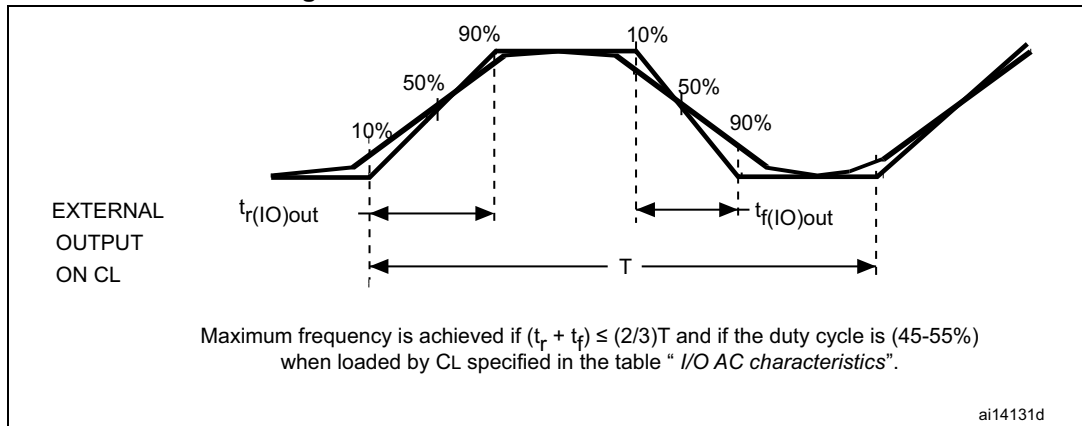 90%
10%
50%
50%
10%
90%
EXTERNAL
OUTPUT
ON CL
tr(IO)out
tf(IO)out
T
Maximum frequency is achieved if (tr + tf) ≤ (2/3)T and if the duty cycle is (45-55%)
when loaded by CL specified in the table “ I/O AC characteristics”.
ai14131d